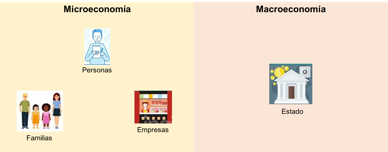 Microeconomía
Macroeconomía
Personas
Familias
Empresas
Estado